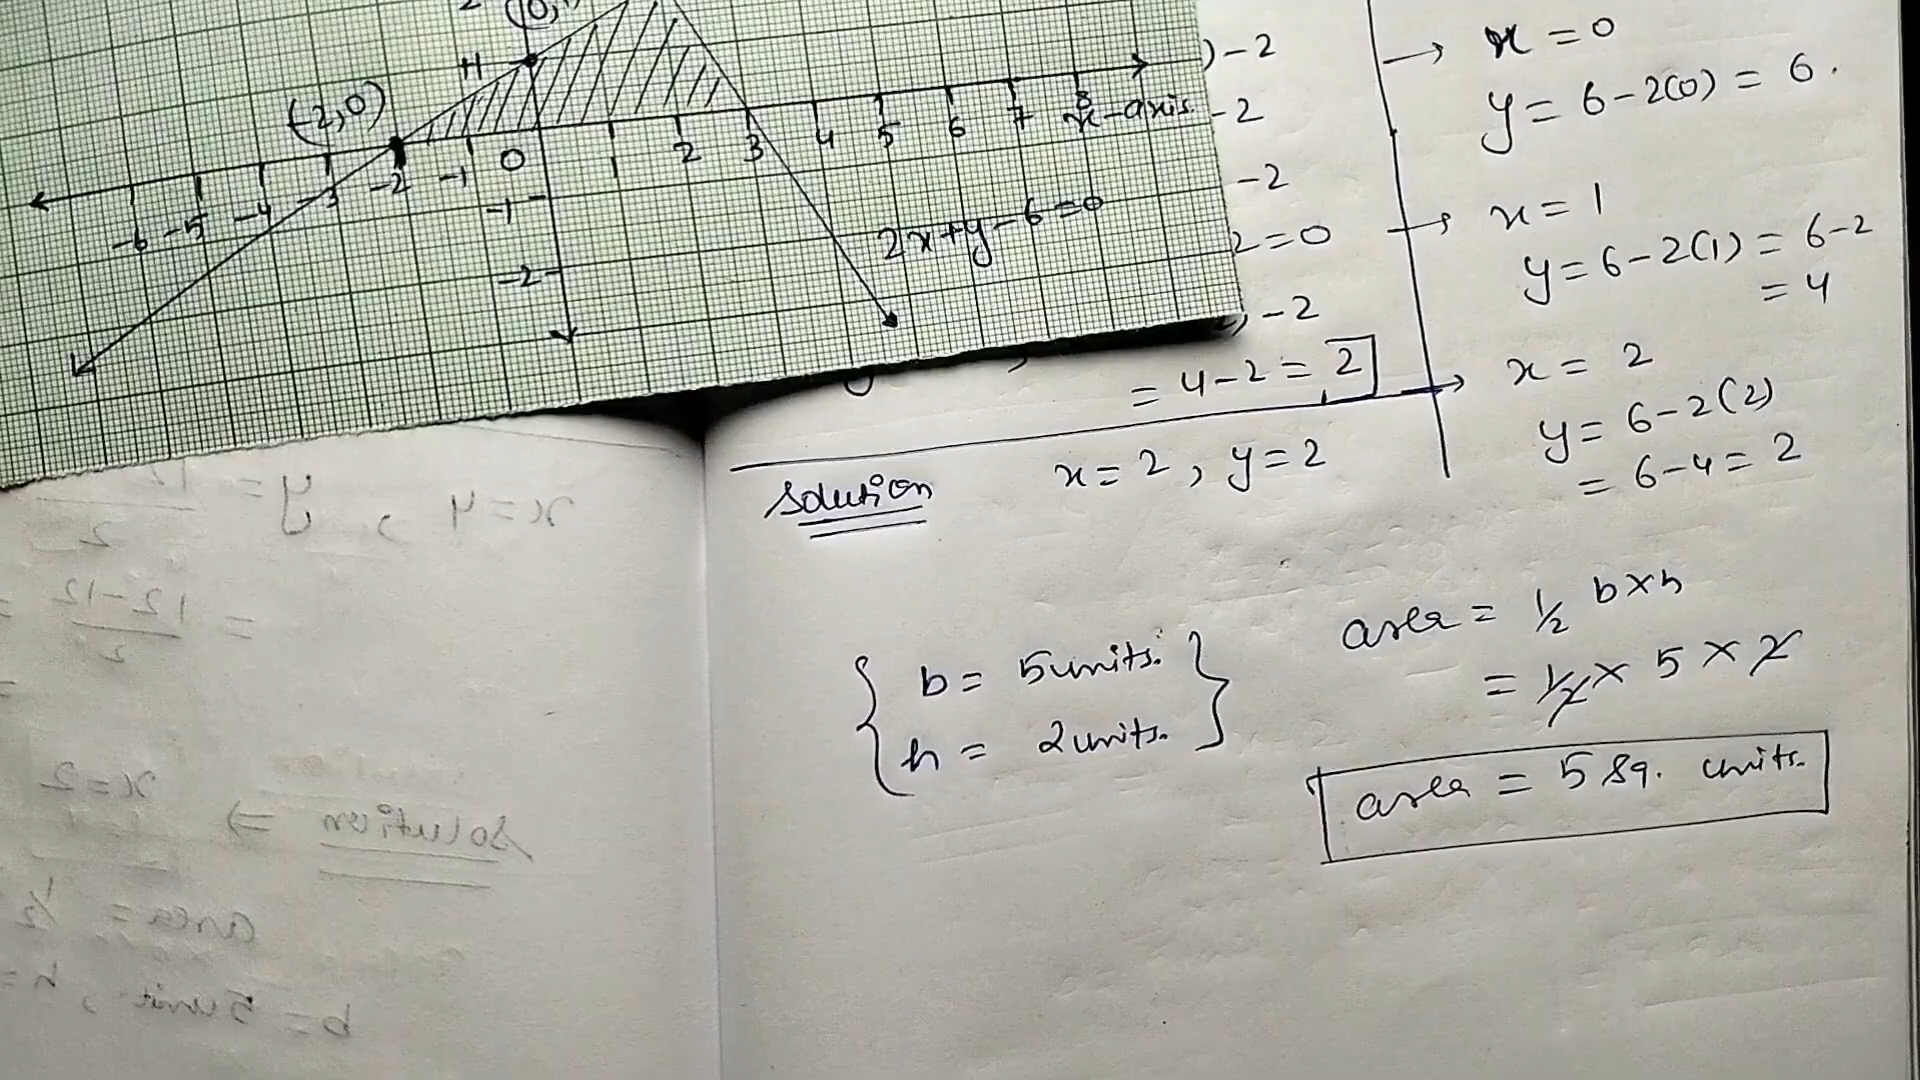 (0,
2
+1
(-2,0)
-6 -5 -4 -3 -2 -1 0 1 2 3 4 5 6 7 8
x-axis
-1
-2
2x+y-6=0
)-2
-2
-2
2=0
)-2
= 4-2 = 2
→ x=0
y= 6-2(0) = 6.
→ x=1
y=6-2(1) = 6-2
= 4
→ x= 2
y= 6-2(2)
= 6-4= 2
Solution x=2, y=2
b= 5units.
h= 2units.
area = 1/2 b×h
= 1/2 × 5 × 2
area = 5 sq. units.